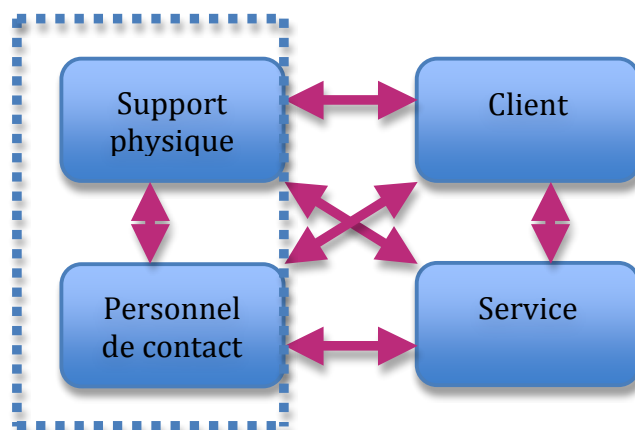 Support
physique
Client
Personnel
de contact
Service